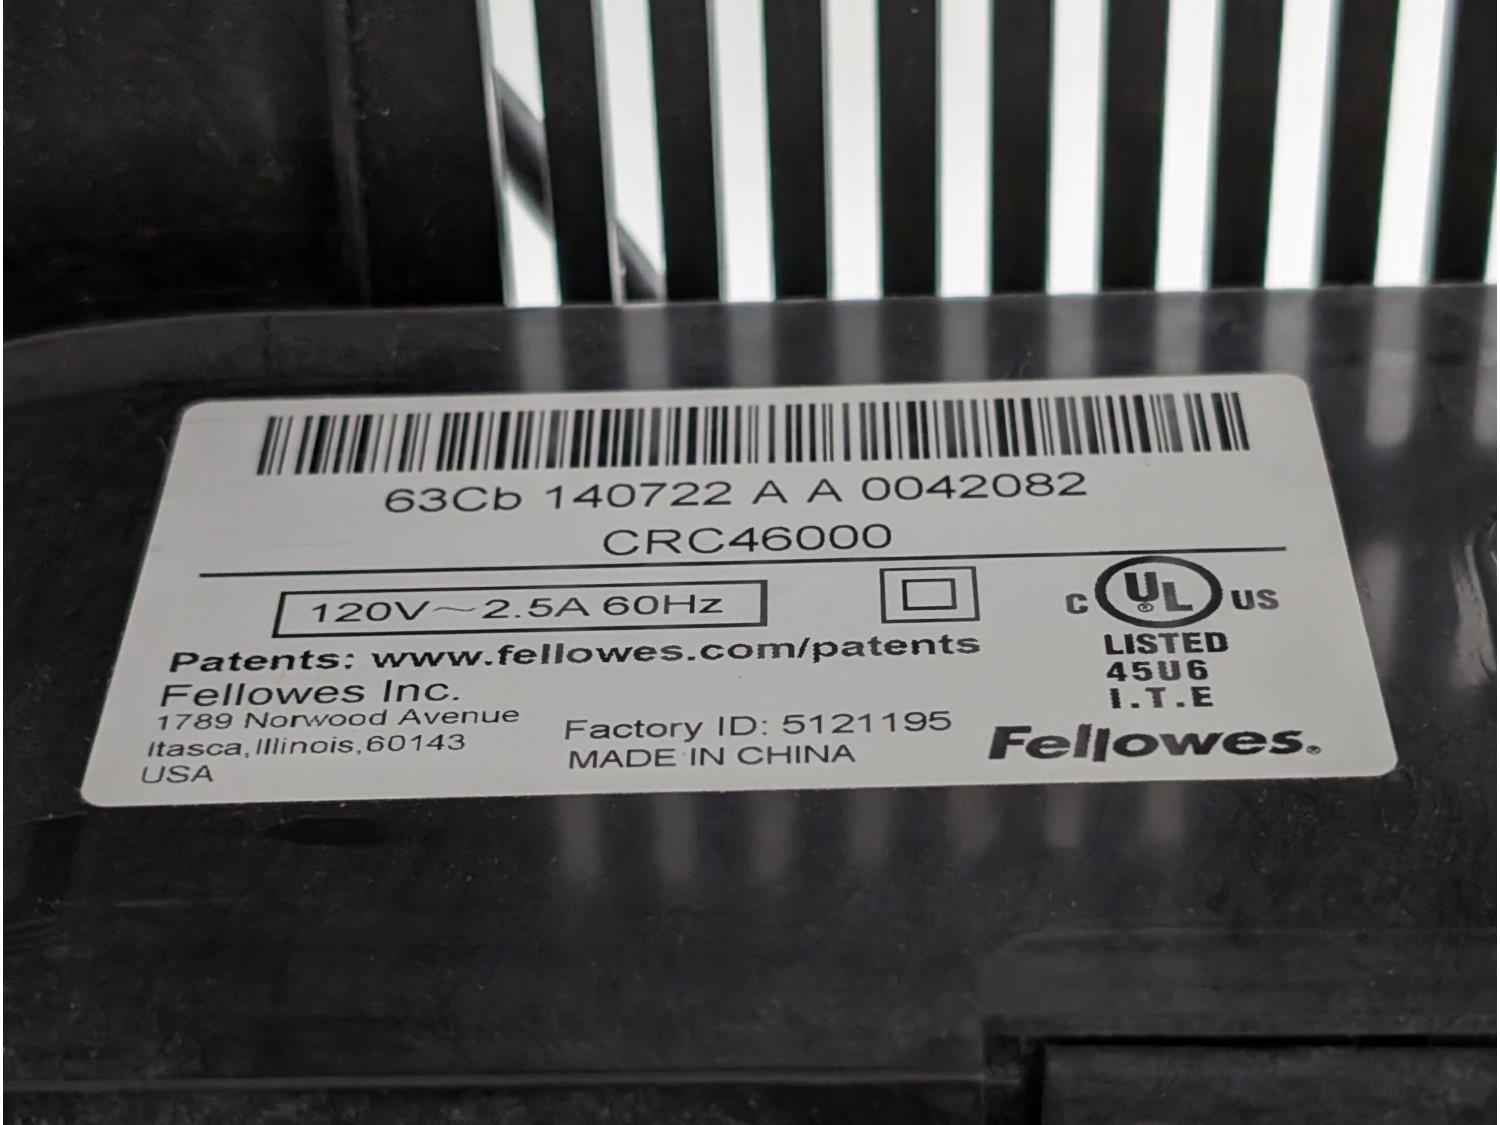 63Cb 140722 A A 0042082
CRC46000
120V~2.5A 60Hz
Patents: www.fellowes.com/patents
Fellowes Inc.
1789 Norwood Avenue
Itasca,Illinois,60143
USA
Factory ID: 5121195
MADE IN CHINA
C UL® US
LISTED
45U6
I.T.E
Fellowes®